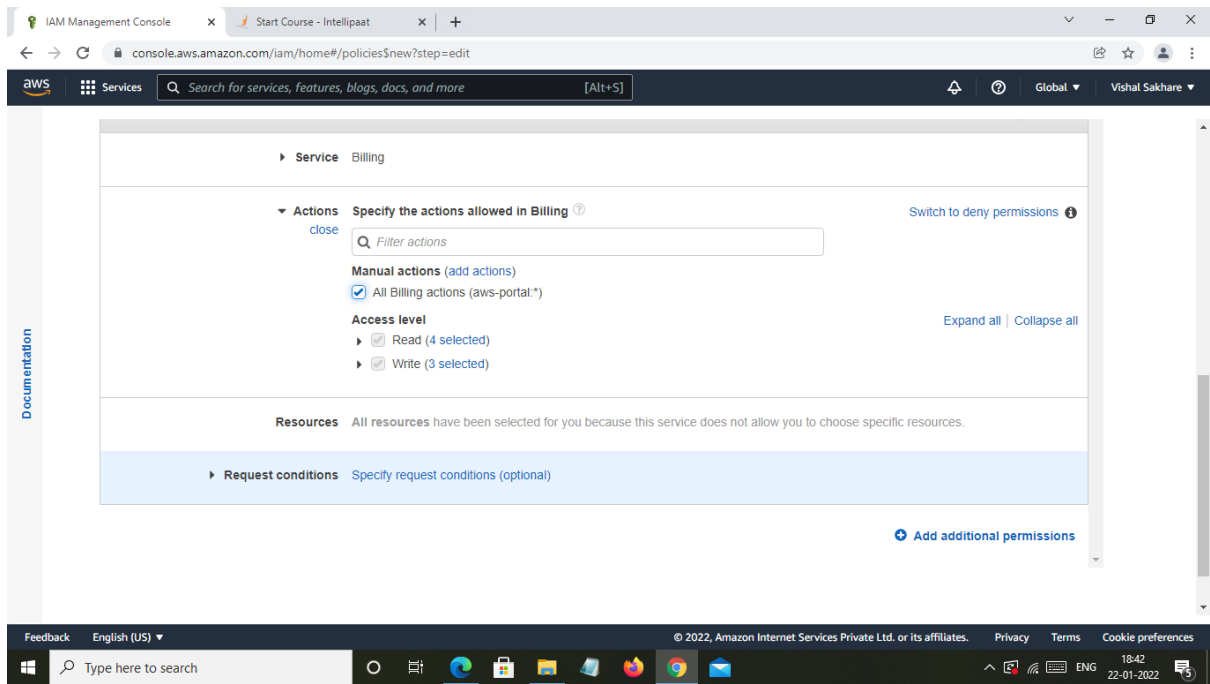 IAM Management Console
Start Course - Intellipaat
console.aws.amazon.com/iam/home#/policies$new?step=edit
aws Services Search for services, features, blogs, docs, and more [Alt+S] Global ▼ Vishal Sakhare ▼
Service Billing
Actions Specify the actions allowed in Billing Switch to deny permissions
close
Filter actions
Manual actions (add actions)
All Billing actions (aws-portal:*)
Access level Expand all | Collapse all
Read (4 selected)
Write (3 selected)
Documentation
Resources All resources have been selected for you because this service does not allow you to choose specific resources.
Request conditions Specify request conditions (optional)
Add additional permissions
Feedback English (US) ▼ © 2022, Amazon Internet Services Private Ltd. or its affiliates. Privacy Terms Cookie preferences
Type here to search ENG 18:42
22-01-2022 5